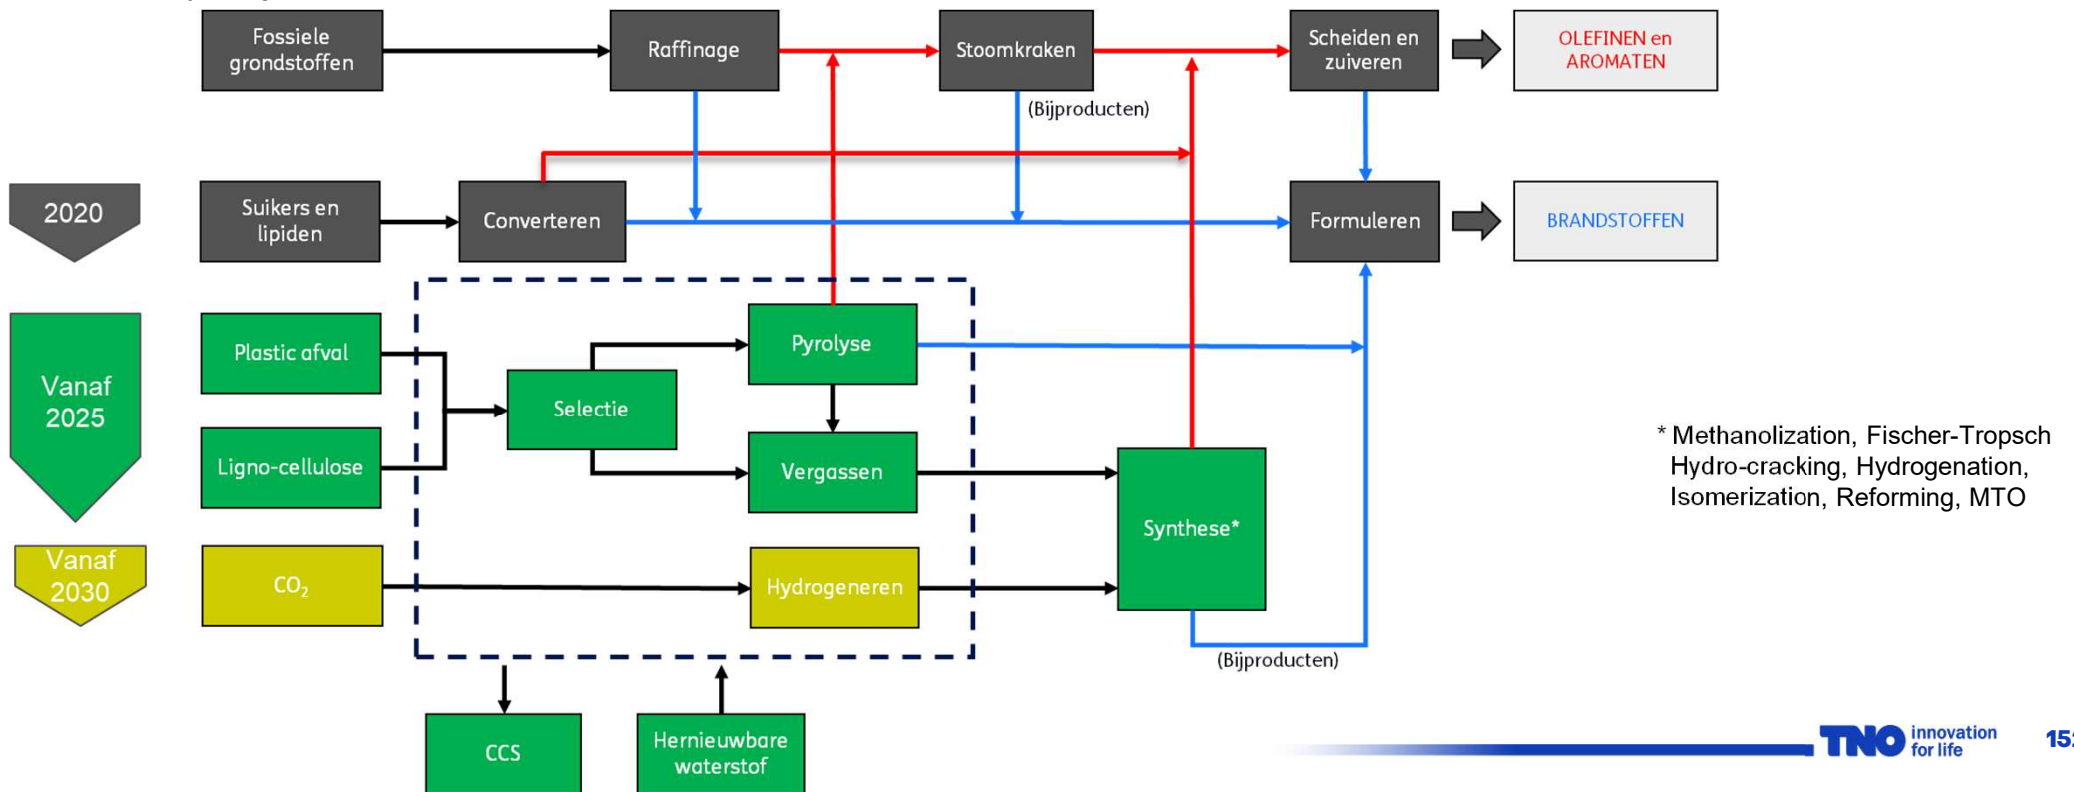 Fossiele
grondstoffen
Raffinage
Stoomkraken
Scheiden en
zuiveren
OLEFINEN en
AROMATEN
(Bijproducten)
2020
Suikers en
lipiden
Converteren
Formuleren
BRANDSTOFFEN
Vanaf
2025
Plastic afval
Pyrolyse
Selectie
Ligno-cellulose
Vergassen
* Methanolization, Fischer-Tropsch
Hydro-cracking, Hydrogenation,
Isomerization, Reforming, MTO
Synthese*
Vanaf
2030
CO₂
Hydrogeneren
(Bijproducten)
CCS
Hernieuwbare
waterstof
TNO innovation
for life